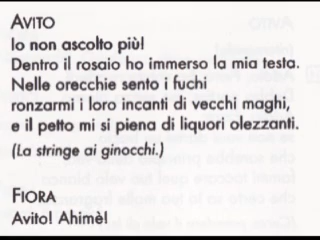 AVITO
Io non ascolto più!
Dentro il rosaio ho immerso la mia testa.
Nelle orecchie sento i fuchi
ronzarmi i loro incanti di vecchi maghi,
e il petto mi si piena di liquori olezzanti.
(La stringe ai ginocchi.)
FIORA
Avito! Ahimè!